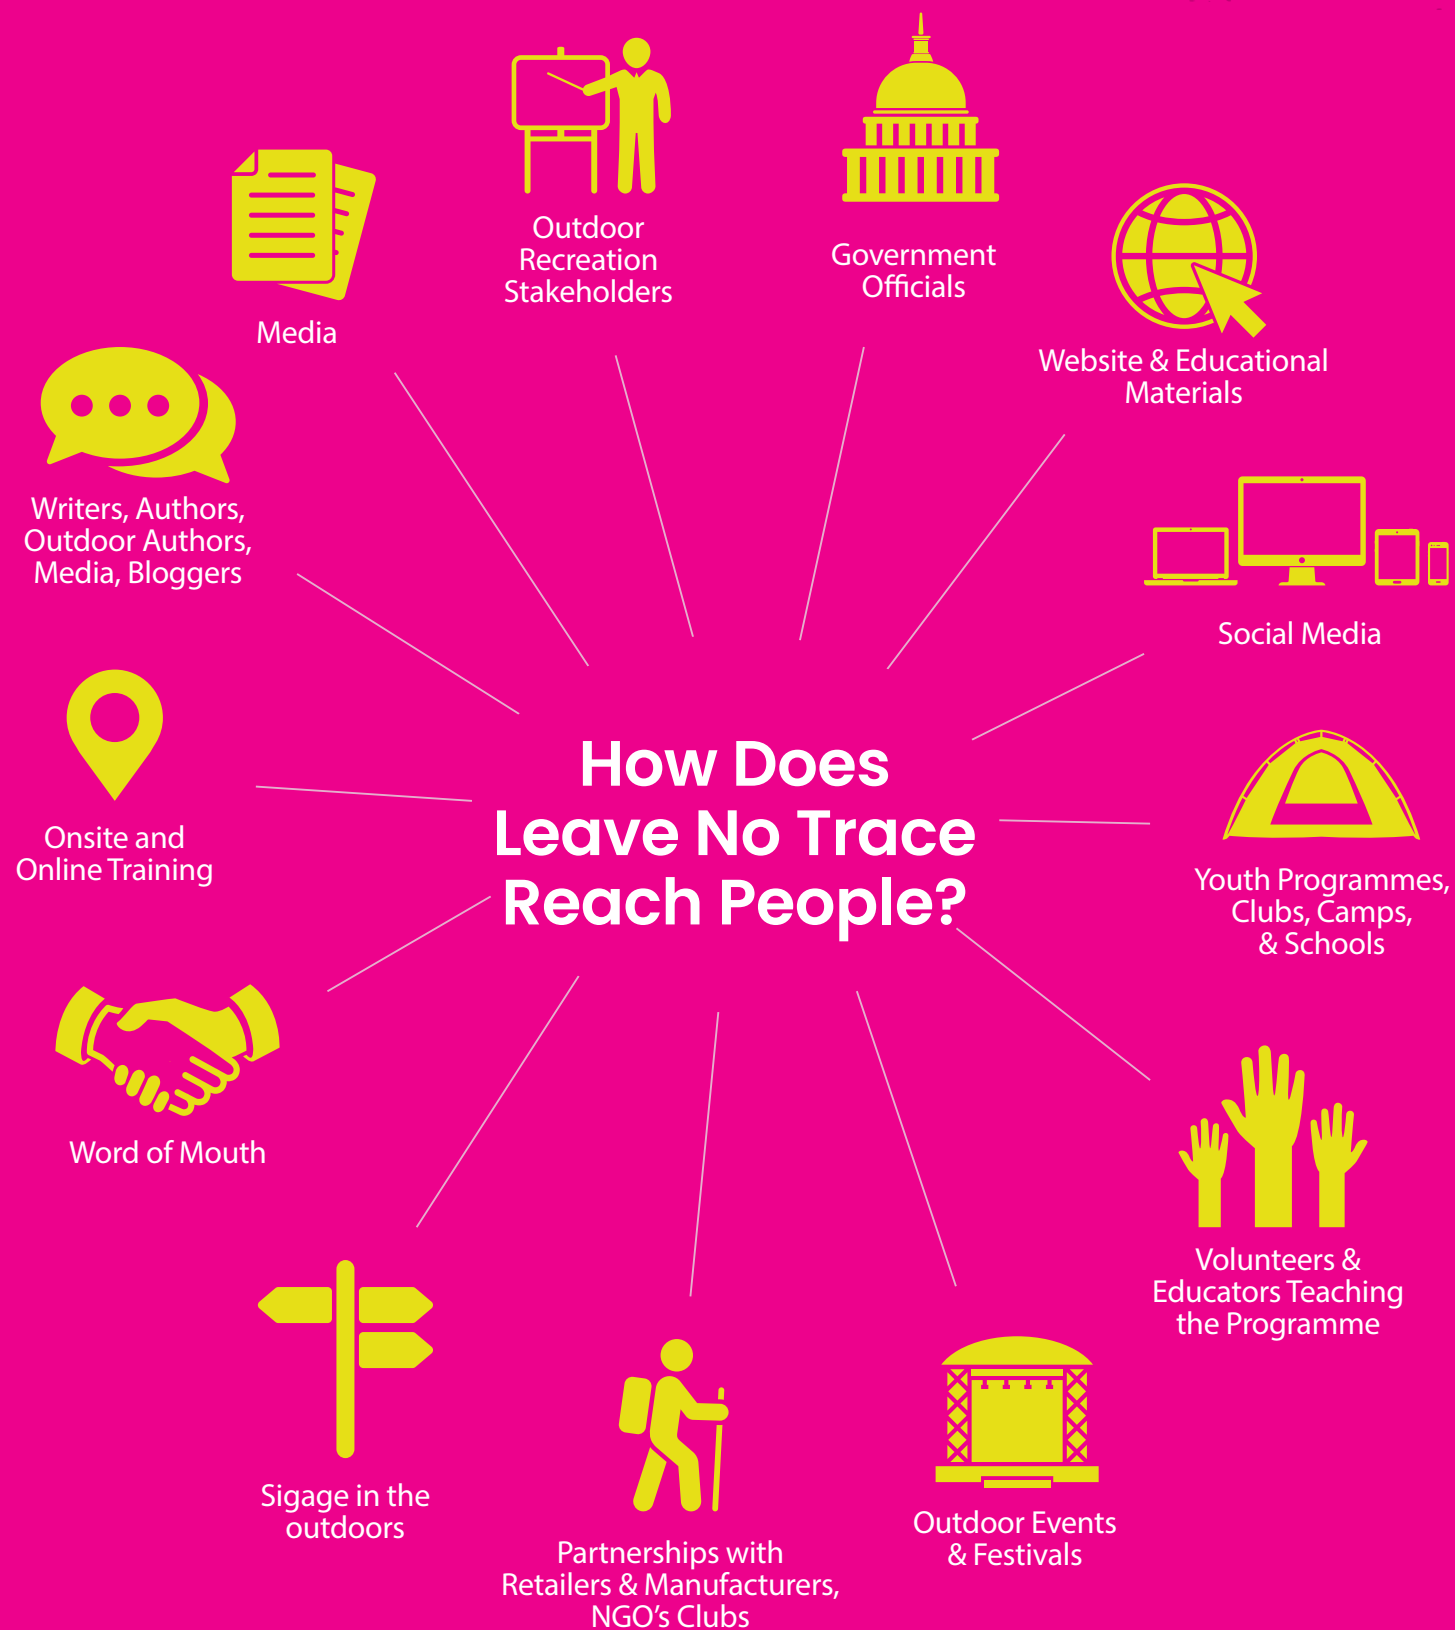 How Does
Leave No Trace
Reach People?
Outdoor
Recreation
Stakeholders
Government
Officials
Website & Educational
Materials
Social Media
Youth Programmes,
Clubs, Camps,
& Schools
Volunteers &
Educators Teaching
the Programme
Outdoor Events
& Festivals
Partnerships with
Retailers & Manufacturers,
NGO's Clubs
Sigage in the
outdoors
Word of Mouth
Onsite and
Online Training
Writers, Authors,
Outdoor Authors,
Media, Bloggers
Media